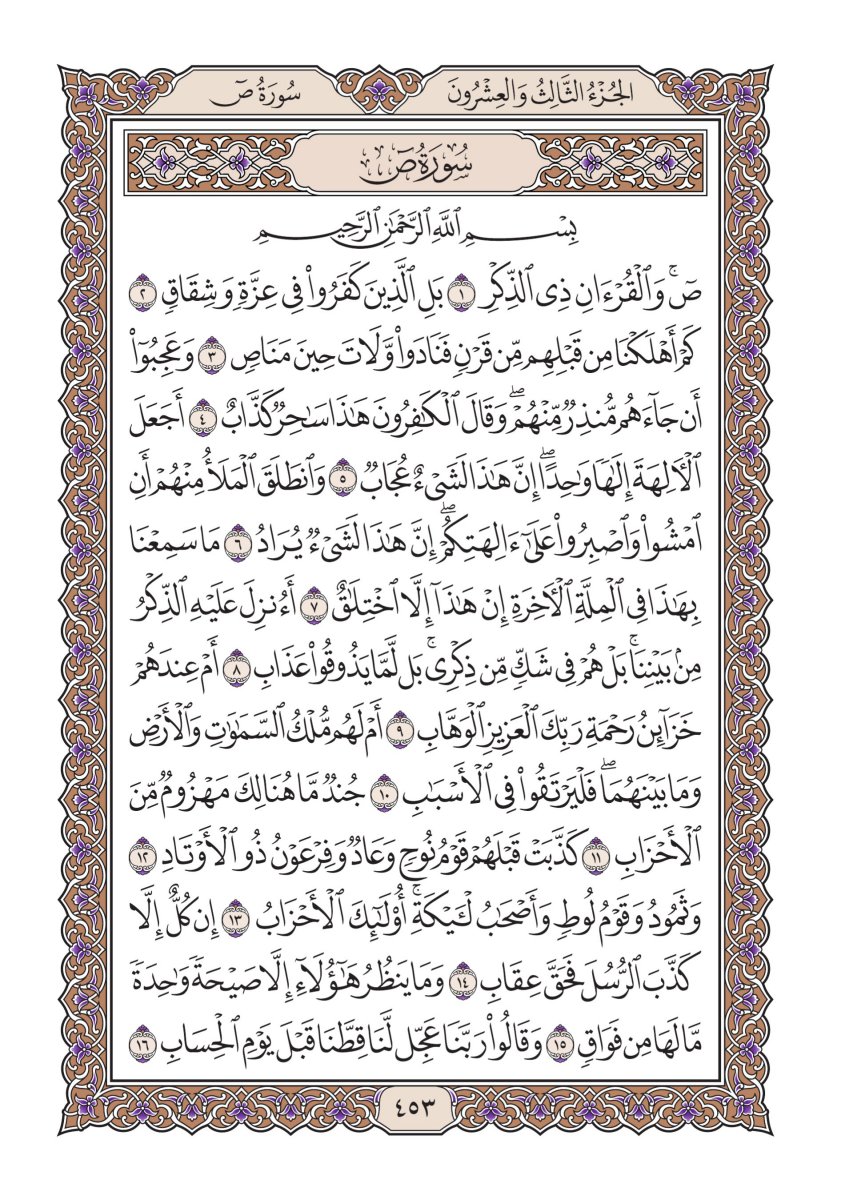 الجُزْءُ الثَّالِثُ وَالعِشْرُونَ سُورَةُ صٓ
سُورَةُ صٓ
بِسْمِ ٱللَّهِ ٱلرَّحْمَٰنِ ٱلرَّحِيمِ
صٓۚ وَٱلْقُرْءَانِ ذِى ٱلذِّكْرِ ١ بَلِ ٱلَّذِينَ كَفَرُوا۟ فِى عِزَّةٍ وَشِقَاقٍ ٢
كَمْ أَهْلَكْنَا مِن قَبْلِهِم مِّن قَرْنٍ فَنَادَوا۟ وَّلَاتَ حِينَ مَنَاصٍ ٣ وَعَجِبُوٓا۟
أَن جَآءَهُم مُّنذِرٌ مِّنْهُمْۖ وَقَالَ ٱلْكَٰفِرُونَ هَٰذَا سَٰحِرٌ كَذَّابٌ ٤ أَجَعَلَ
ٱلْأَلِهَةَ إِلَٰهًا وَٰحِدًاۖ إِنَّ هَٰذَا لَشَىْءٌ عُجَابٌ ٥ وَٱنطَلَقَ ٱلْمَلَأُ مِنْهُمْ أَنِ
ٱمْشُوا۟ وَٱصْبِرُوا۟ عَلَىٰٓ ءَالِهَتِكُمْۖ إِنَّ هَٰذَا لَشَىْءٌ يُرَادُ ٦ مَا سَمِعْنَا
بِهَٰذَا فِى ٱلْمِلَّةِ ٱلْأَخِرَةِ إِنْ هَٰذَآ إِلَّا ٱخْتِلَٰقٌ ٧ أَءُنزِلَ عَلَيْهِ ٱلذِّكْرُ
مِنۢ بَيْنِنَاۚ بَلْ هُمْ فِى شَكٍّ مِّن ذِكْرِىۚ بَل لَّمَّا يَذُوقُوا۟ عَذَابِ ٨ أَمْ عِندَهُمْ
خَزَآئِنُ رَحْمَةِ رَبِّكَ ٱلْعَزِيزِ ٱلْوَهَّابِ ٩ أَمْ لَهُم مُّلْكُ ٱلسَّمَٰوَٰتِ وَٱلْأَرْضِ
وَمَا بَيْنَهُمَاۖ فَلْيَرْتَقُوا۟ فِى ٱلْأَسْبَٰبِ ١٠ جُندٌ مَّا هُنَالِكَ مَهْزُومٌ مِّنَ
ٱلْأَحْزَابِ ١١ كَذَّبَتْ قَبْلَهُمْ قَوْمُ نُوحٍ وَعَادٌ وَفِرْعَوْنُ ذُو ٱلْأَوْتَادِ ١٢
وَثَمُودُ وَقَوْمُ لُوطٍ وَأَصْحَٰبُ لْـَٔيْكَةِۚ أُو۟لَٰٓئِكَ ٱلْأَحْزَابُ ١٣ إِن كُلٌّ إِلَّا
كَذَّبَ ٱلرُّسُلَ فَحَقَّ عِقَابِ ١٤ وَمَا يَنظُرُ هَٰٓؤُلَآءِ إِلَّا صَيْحَةً وَٰحِدَةً
مَّا لَهَا مِن فَوَاقٍ ١٥ وَقَالُوا۟ رَبَّنَا عَجِّل لَّنَا قِطَّنَا قَبْلَ يَوْمِ ٱلْحِسَابِ ١٦
٤٥٣